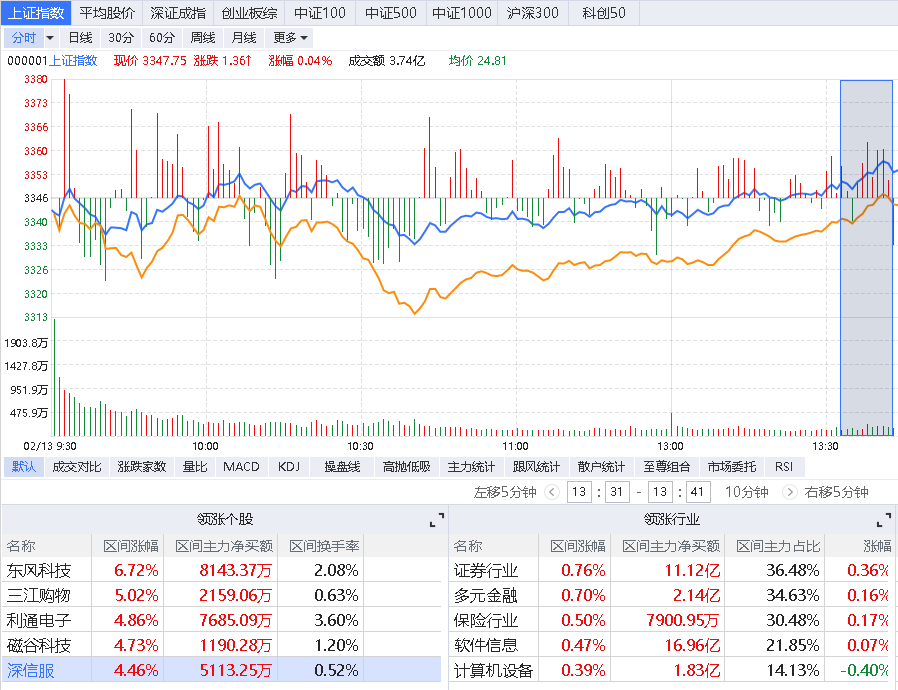 上证指数 平均股价 深证成指 创业板综 中证100 中证500 中证1000 沪深300 科创50
分时 日线 30分 60分 周线 月线 更多
000001上证指数 现价 3347.75 涨跌 1.36↑ 涨幅 0.04% 成交额 3.74亿 均价 24.81
3380
3373
3366
3360
3353
3346
3340
3333
3326
3320
3313
1903.8万
1427.8万
951.9万
475.9万
02/13 9:30 10:00 10:30 11:00 13:00 13:30
默认 成交对比 涨跌家数 量比 MACD KDJ 操盘线 高抛低吸 主力统计 跟风统计 散户统计 至尊组合 市场委托 RSI
左移5分钟 13 : 31 - 13 : 41 10分钟 右移5分钟
领涨个股 领涨行业
名称 区间涨幅 区间主力净买额 区间换手率 名称 区间涨幅 区间主力净买额 区间主力占比 涨幅
东风科技 6.72% 8143.37万 2.08% 证券行业 0.76% 11.12亿 36.48% 0.36%
三江购物 5.02% 2159.06万 0.63% 多元金融 0.70% 2.14亿 34.63% 0.16%
利通电子 4.86% 7685.09万 3.60% 保险行业 0.50% 7900.95万 30.48% 0.17%
磁谷科技 4.73% 1190.28万 1.20% 软件信息 0.47% 16.96亿 21.85% 0.07%
深信服 4.46% 5113.25万 0.52% 计算机设备 0.39% 1.83亿 14.13% -0.40%